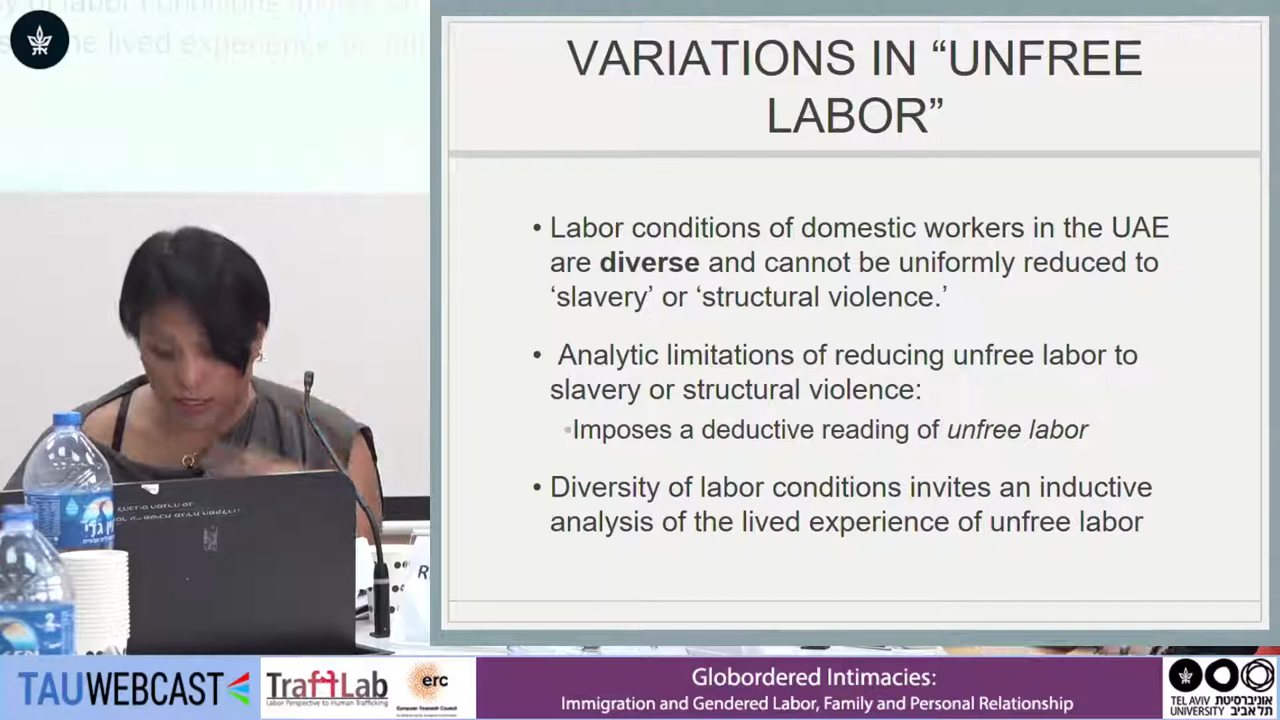 VARIATIONS IN “UNFREE
LABOR”
• Labor conditions of domestic workers in the UAE
are diverse and cannot be uniformly reduced to
‘slavery’ or ‘structural violence.’
• Analytic limitations of reducing unfree labor to
slavery or structural violence:
•Imposes a deductive reading of unfree labor
• Diversity of labor conditions invites an inductive
analysis of the lived experience of unfree labor
TAUWEBCAST
TraffLab
Labor Perspective to Human Trafficking
erc
European Research Council
Globordered Intimacies:
Immigration and Gendered Labor, Family and Personal Relationship
TEL AVIV UNIVERSITY
אוניברסיטת תל אביב